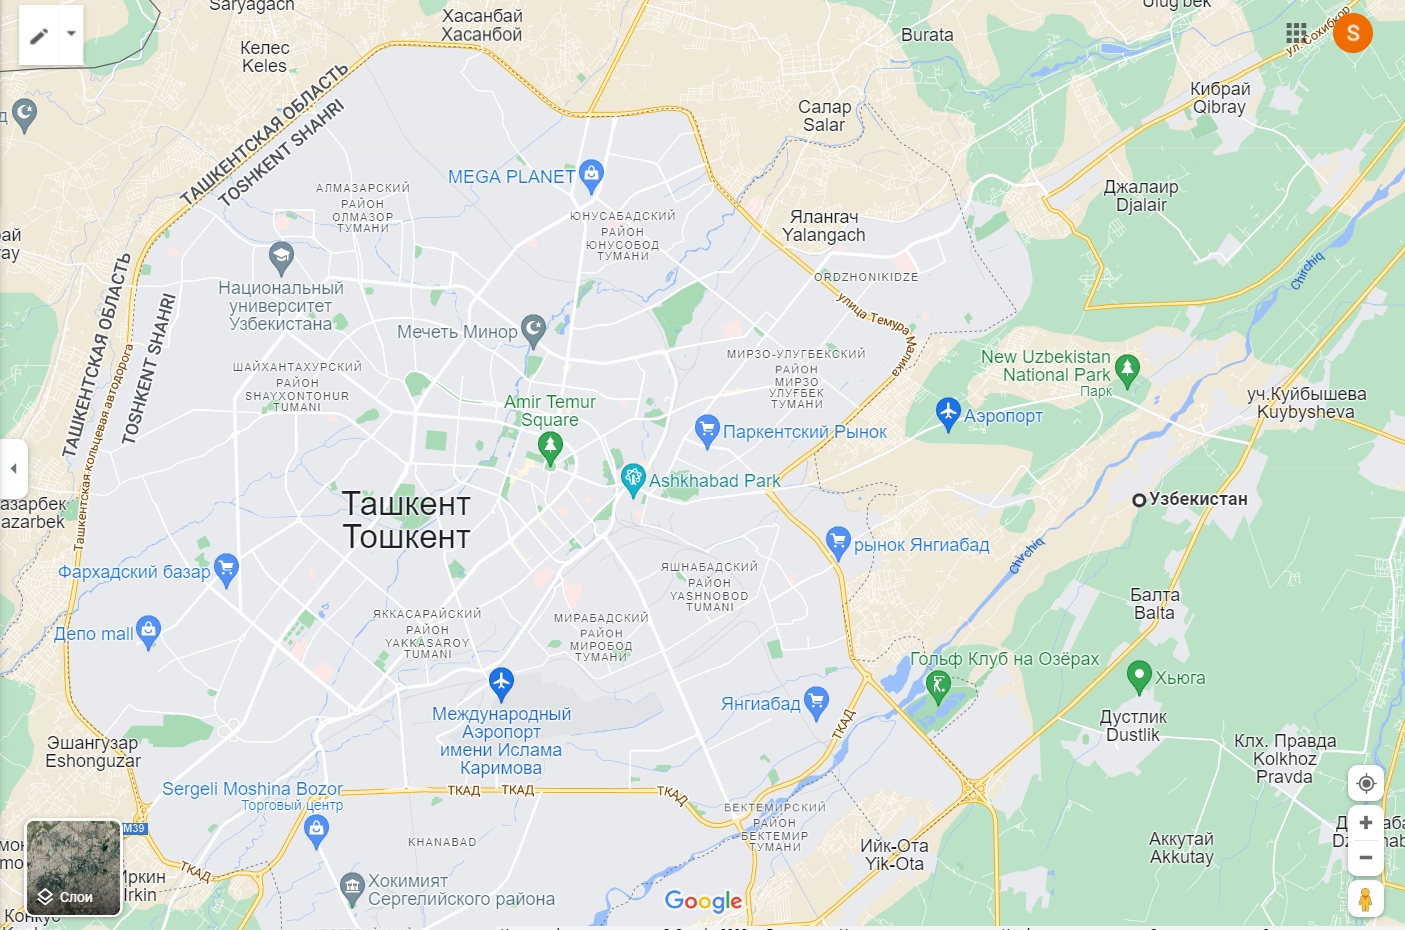 Saryagach
Хасанбай
Хасанбой
Burata
Ulug'bek
ул. Сохибкор
S
Келес
Keles
Кибрай
Qibray
Салар
Salar
ТАШКЕНТСКАЯ ОБЛАСТЬ
TOSHKENT SHAHRI
MEGA PLANET
АЛМАЗАРСКИЙ
РАЙОН
ОЛМАЗОР
ТУМАНИ
ЮНУСАБАДСКИЙ
РАЙОН
ЮНУСОБОД
ТУМАНИ
Джалаир
Djalair
Ялангач
Yalangach
ORDZHONIKIDZE
Chirchiq
Национальный
университет
Узбекистана
Мечеть Минор
улица Темура Малика
ТАШКЕНТСКАЯ ОБЛАСТЬ
TOSHKENT SHAHRI
Ташкентская кольцевая автодорога
ШАЙХАНТАХУРСКИЙ
РАЙОН
SHAYXONTOHUR
TUMANI
МИРЗО-УЛУГБЕКСКИЙ
РАЙОН
МИРЗО
УЛУҒБЕК
ТУМАНИ
New Uzbekistan
National Park
Парк
уч.Куйбышева
Kuybysheva
Amir Temur
Square
Аэропорт
Паркентский Рынок
Ashkhabad Park
Ташкент
Тошкент
Узбекистан
азарбек
azarbek
рынок Янгиабад
Chirchiq
Фархадский базар
ЯШНАБАДСКИЙ
РАЙОН
YASHNOBOD
TUMANI
Балта
Balta
Депо mall
ЯККАСАРАЙСКИЙ
РАЙОН
YAKKASAROY
TUMANI
МИРАБАДСКИЙ
РАЙОН
МИРОБОД
ТУМАНИ
Гольф Клуб на Озёрах
Хьюга
Международный
Аэропорт
имени Ислама
Каримова
Янгиабад
ТКАД
Дустлик
Dustlik
Эшангузар
Eshonguzar
Клх. Правда
Kolkhoz
Pravda
Sergeli Moshina Bozor
Торговый центр
ТКАД
ТКАД
ТКАД
БЕКТЕМИРСКИЙ
РАЙОН
БЕКТЕМИР
ТУМАНИ
M39
KHANABAD
Ийк-Ота
Yik-Ota
Аккутай
Akkutay
ТКАД
Иркин
Irkin
Слои
Хокимият
Сергелийского района
Google